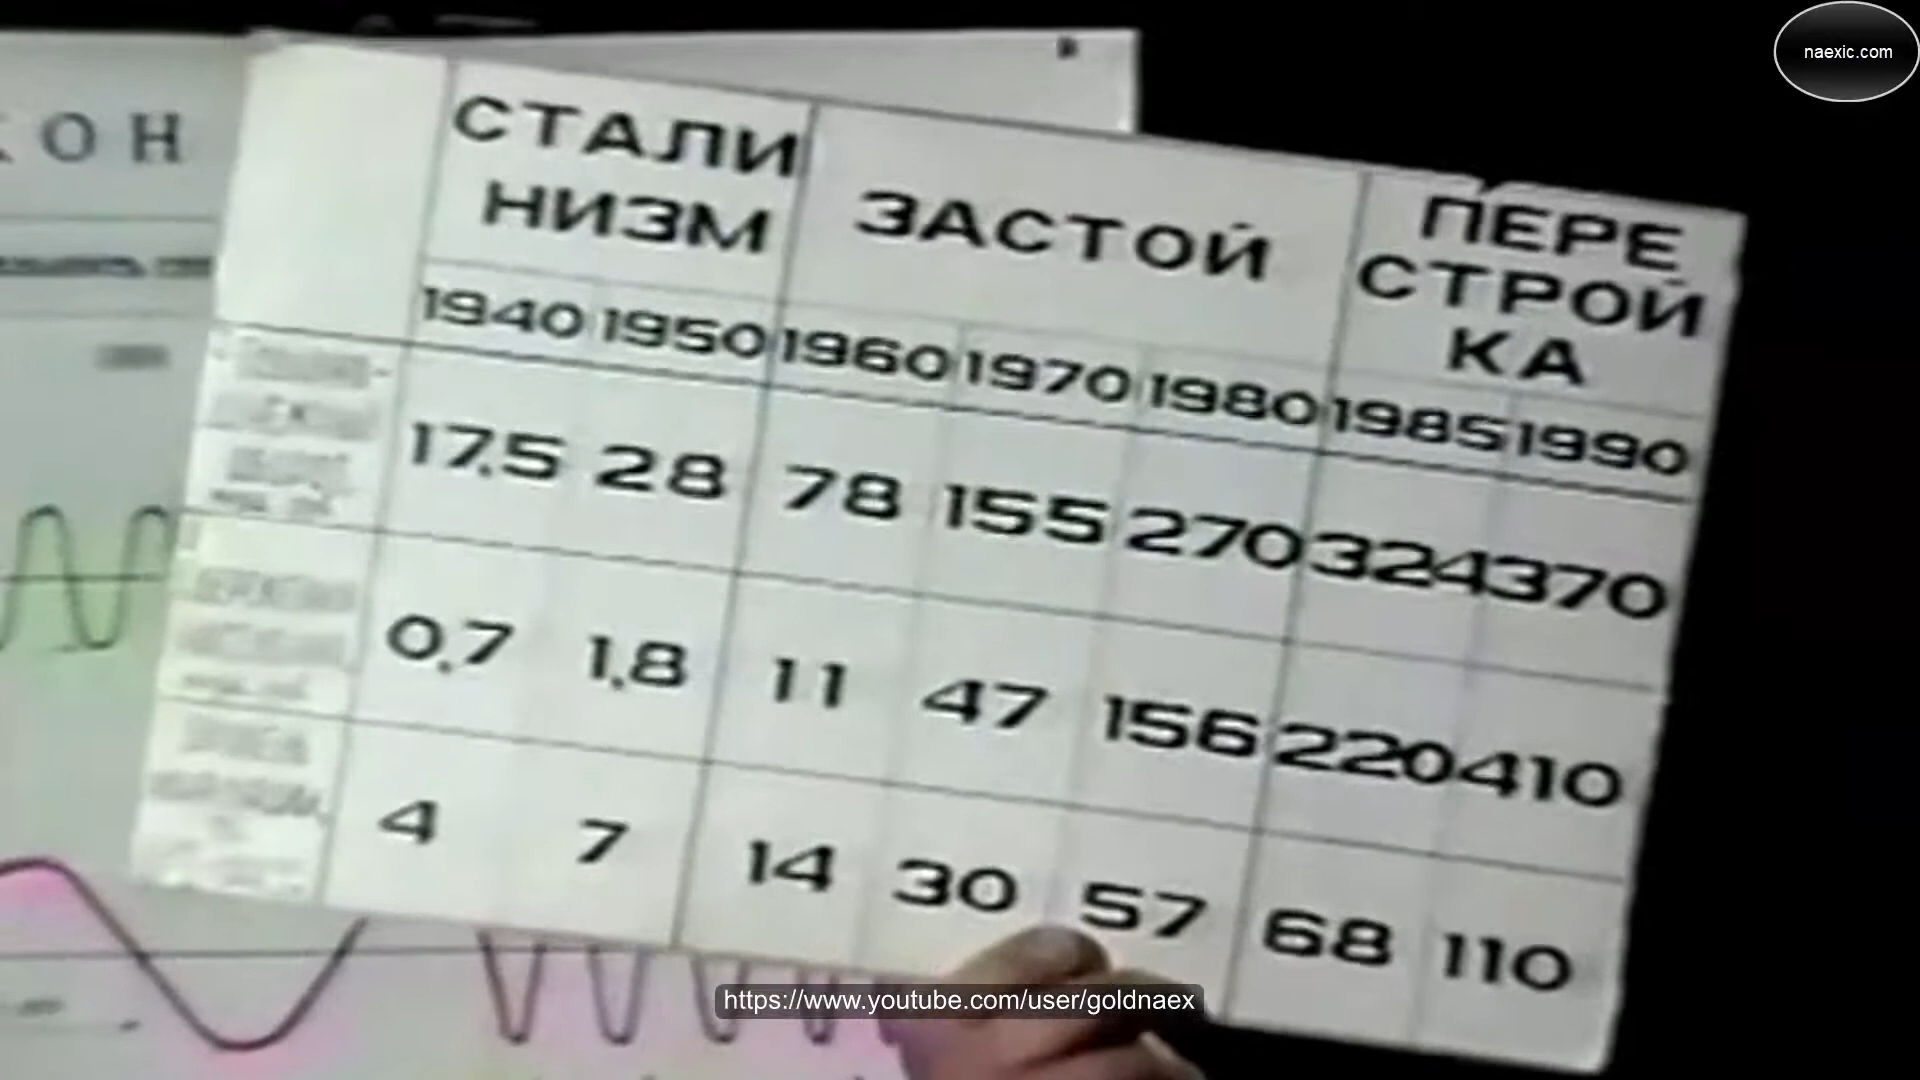 naexic.com
КОН
СТАЛИ
НИЗМ
ЗАСТОЙ
ПЕРЕ
СТРОЙ
КА
1940 1950 1960 1970 1980 1985 1990
17,5 28 78 155 270 324 370
0,7 1,8 11 47 156 220 410
4 7 14 30 57 68 110
https://www.youtube.com/user/goldnaex